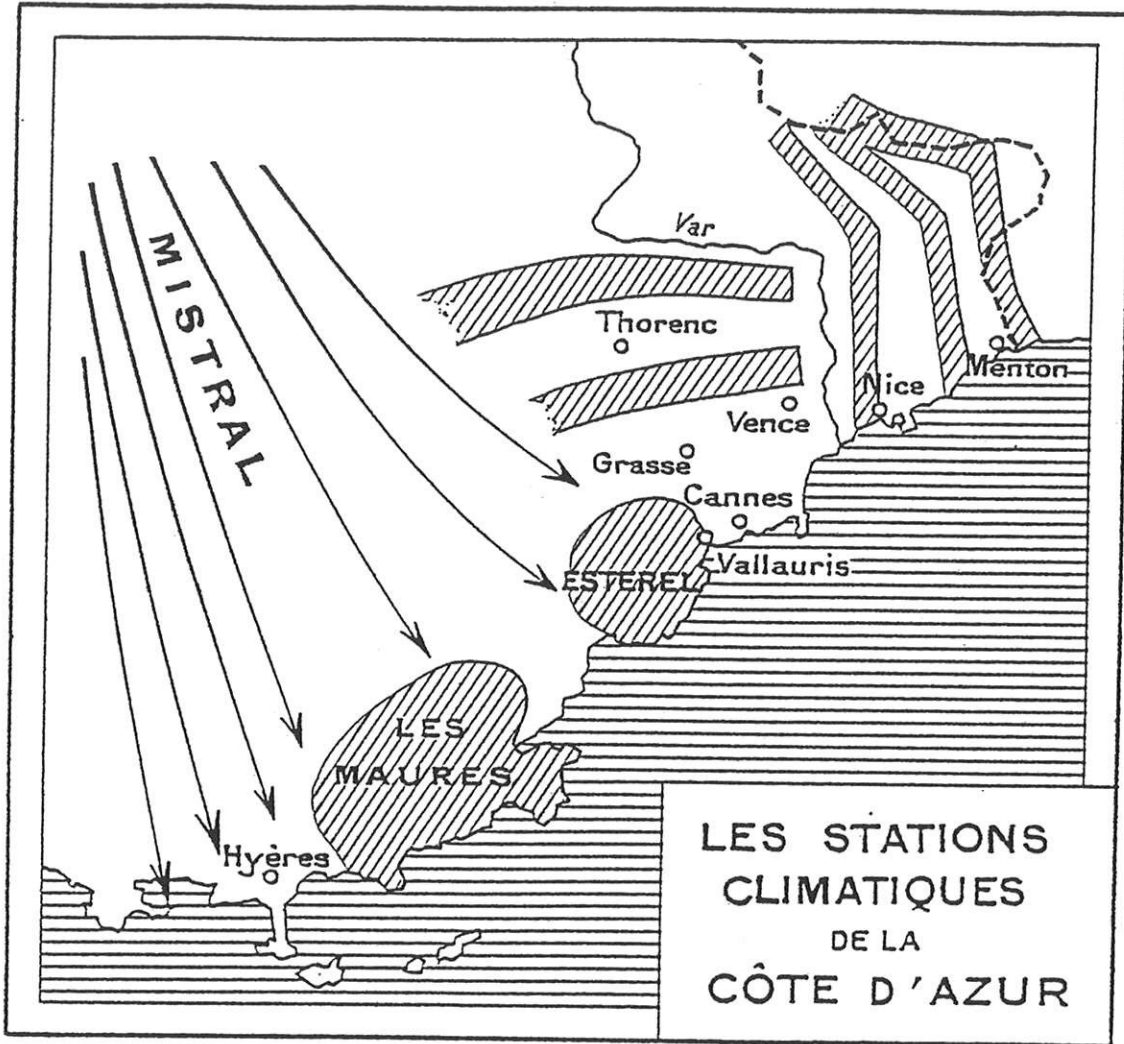 MISTRAL
Var
Thorenc
Menton
Nice
Vence
Grasse
Cannes
Vallauris
ESTEREL
LES
MAURES
Hyères
LES STATIONS
CLIMATIQUES
DE LA
CÔTE D'AZUR